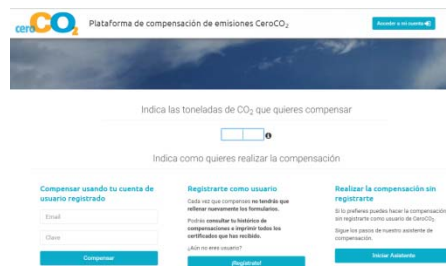 ceroCO2
Plataforma de compensación de emisiones CeroCO2
Acceder a mi cuenta
Indica las toneladas de CO2 que quieres compensar
Indica como quieres realizar la compensación
Compensar usando tu cuenta de
usuario registrado
Email
Clave
Compensar
Registrarte como usuario
Cada vez que compenses no tendrás que
rellenar nuevamente los formularios.
Podrás consultar tu histórico de
compensaciones e imprimir todos los
certificados que has recibido.
¿Aún no eres usuario?
¡Regístrate!
Realizar la compensación sin
registrarte
Si lo prefieres puedes hacer la compensación
sin registrarte como usuario de CeroCO2.
Sigue los pasos de nuestro asistente de
compensación.
Iniciar Asistente